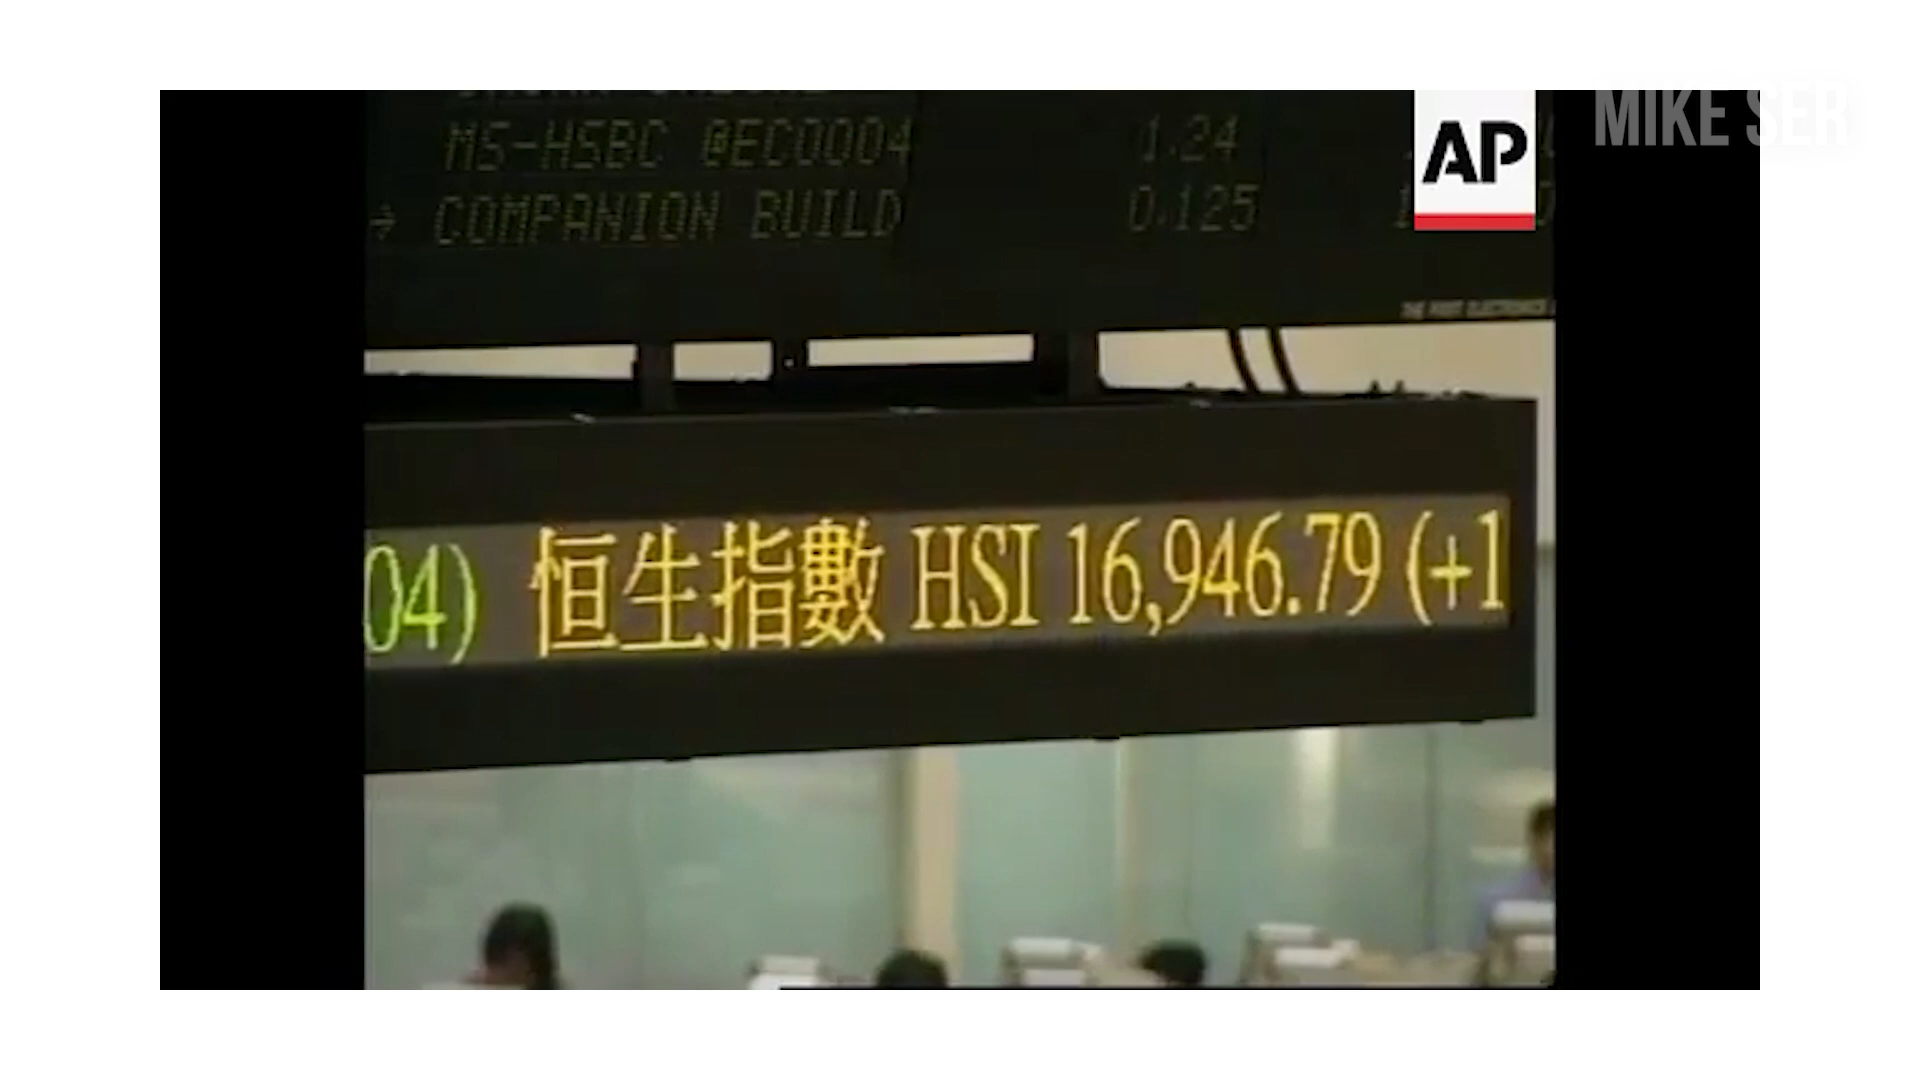 MIKE SER
AP
MS-HSBC @EC0004 1.24
→ COMPANION BUILD 0.125
04) 恒生指數 HSI 16,946.79 (+1